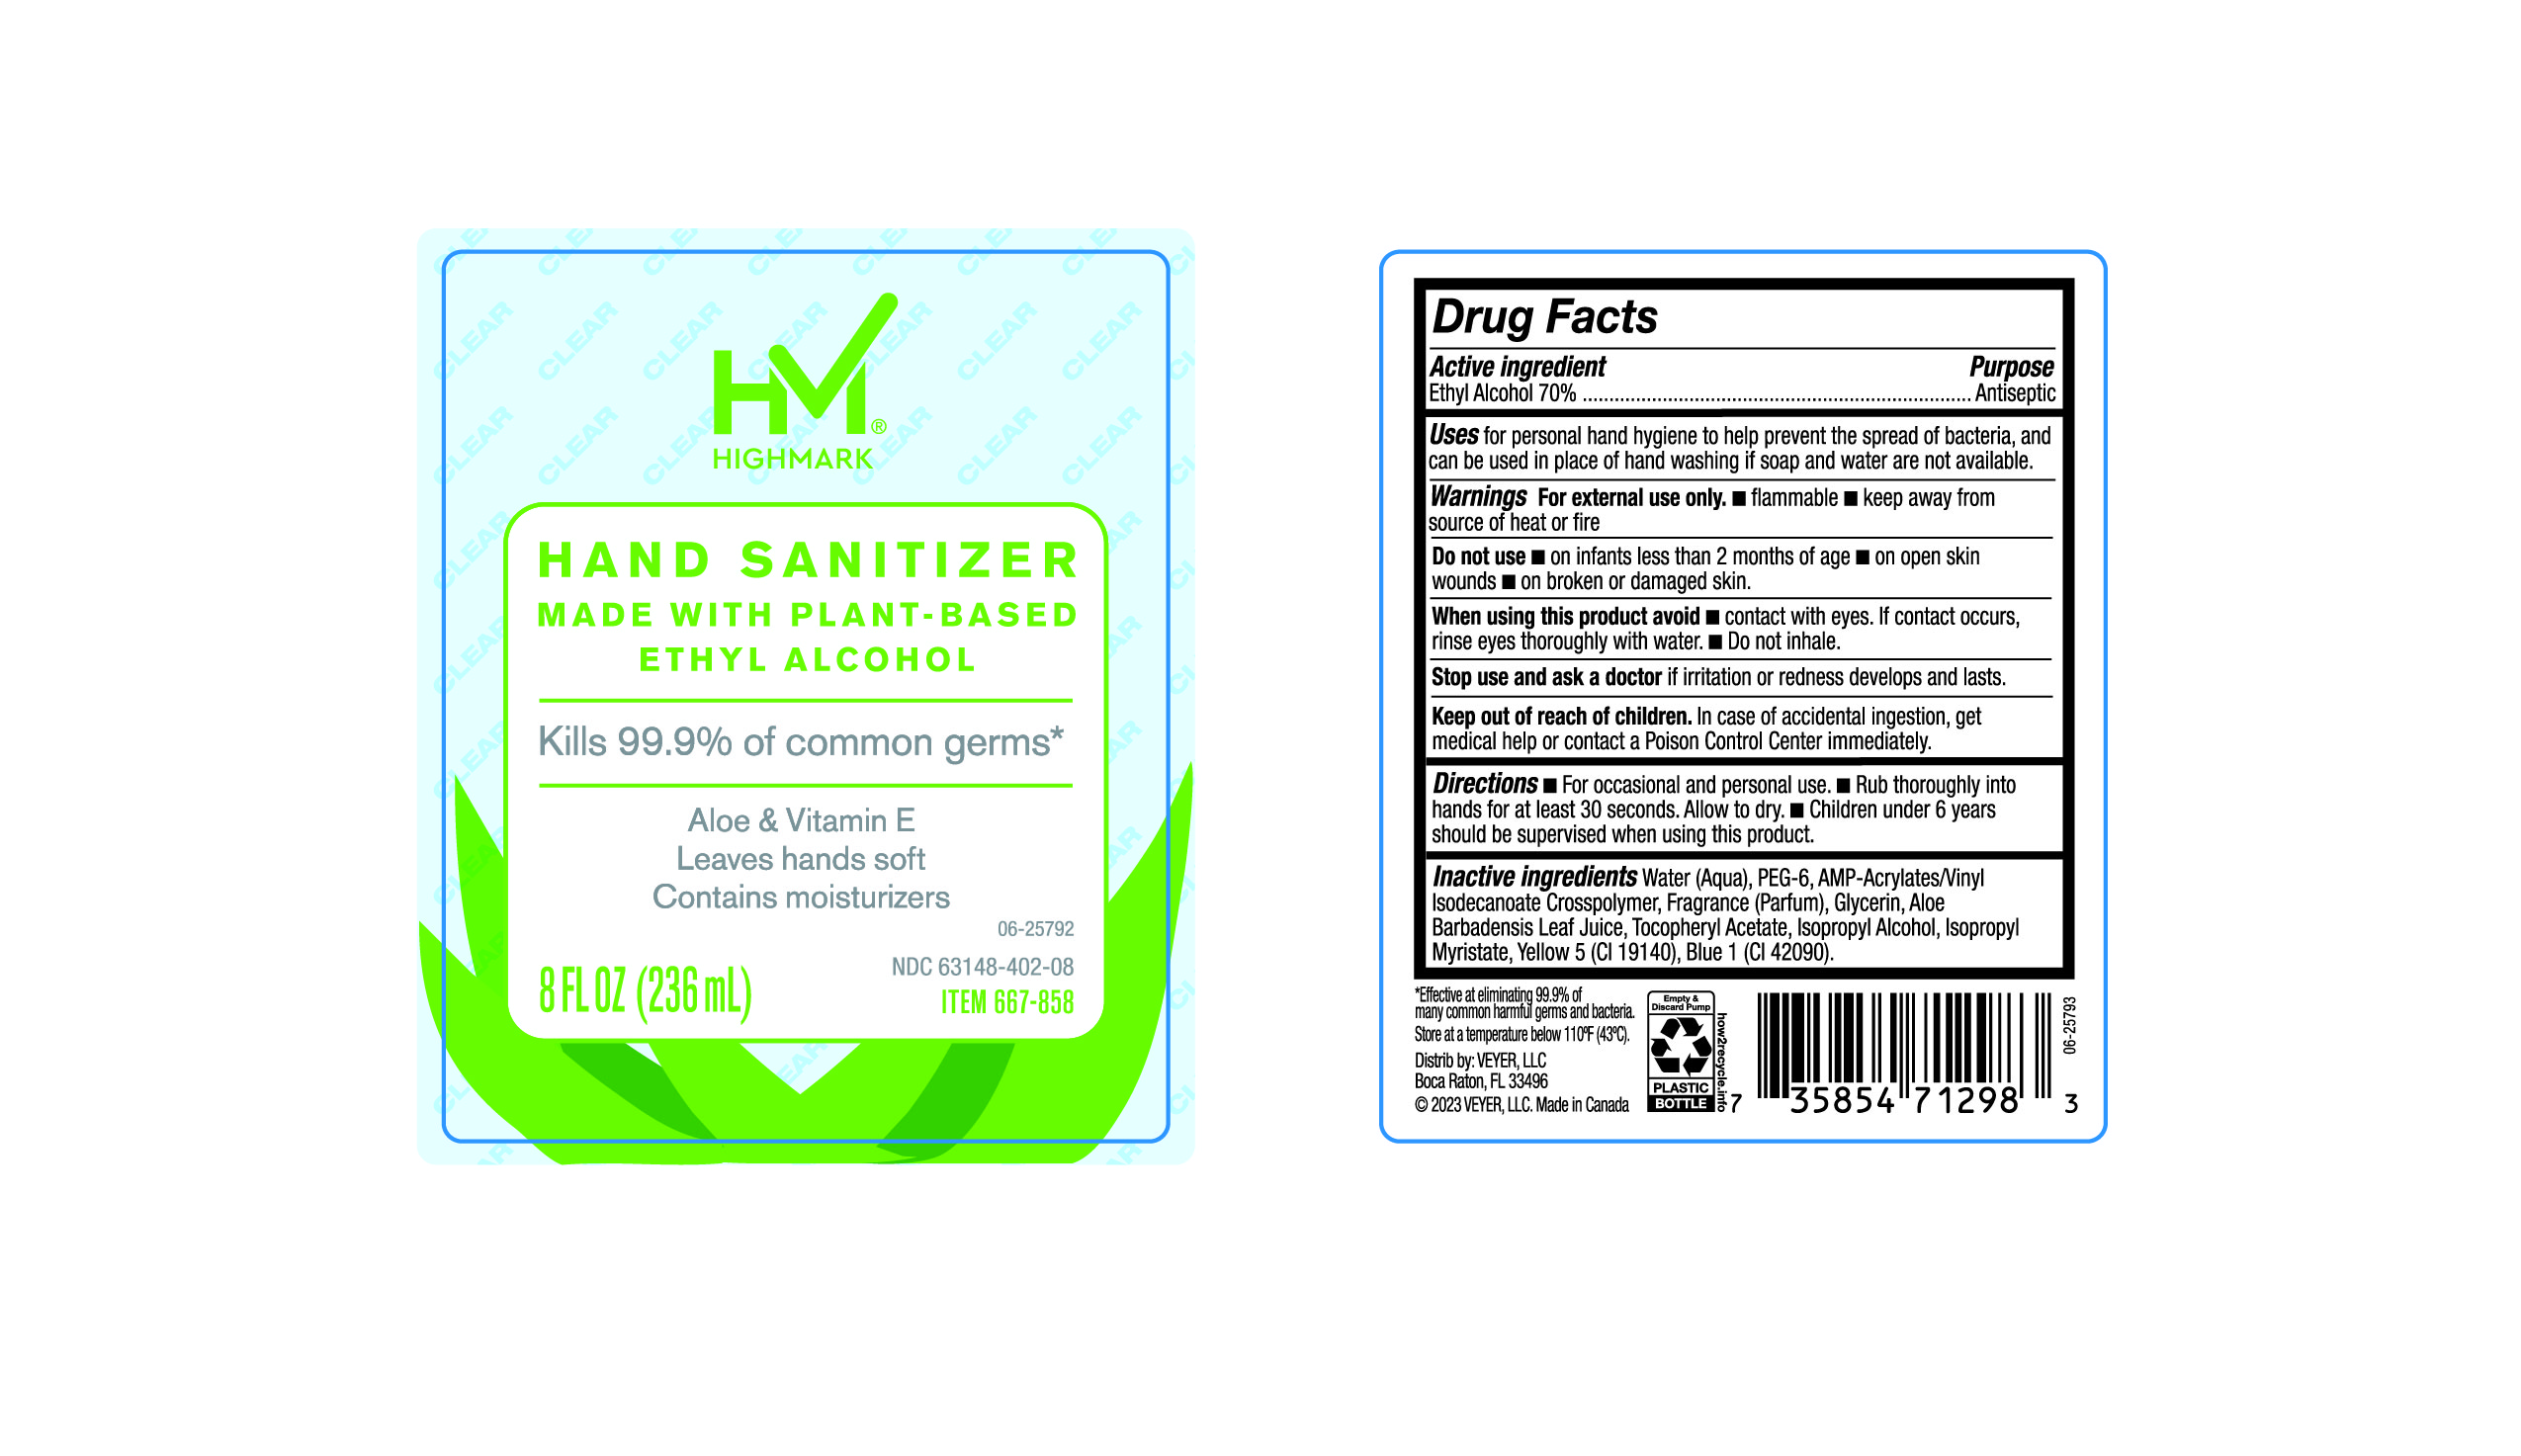 HM®
HIGHMARK
HAND SANITIZER
MADE WITH PLANT-BASED
ETHYL ALCOHOL
Kills 99.9% of common germs*
Aloe & Vitamin E
Leaves hands soft
Contains moisturizers
06-25792
NDC 63148-402-08
8 FL OZ (236 mL)
ITEM 667-858
CLEAR CLEAR CLEAR CLEAR CLEAR CLEAR CLEAR
Drug Facts
Active ingredient Purpose
Ethyl Alcohol 70% ........................................................................ Antiseptic
Uses for personal hand hygiene to help prevent the spread of bacteria, and
can be used in place of hand washing if soap and water are not available.
Warnings For external use only. ■ flammable ■ keep away from
source of heat or fire
Do not use ■ on infants less than 2 months of age ■ on open skin
wounds ■ on broken or damaged skin.
When using this product avoid ■ contact with eyes. If contact occurs,
rinse eyes thoroughly with water. ■ Do not inhale.
Stop use and ask a doctor if irritation or redness develops and lasts.
Keep out of reach of children. In case of accidental ingestion, get
medical help or contact a Poison Control Center immediately.
Directions ■ For occasional and personal use. ■ Rub thoroughly into
hands for at least 30 seconds. Allow to dry. ■ Children under 6 years
should be supervised when using this product.
Inactive ingredients Water (Aqua), PEG-6, AMP-Acrylates/Vinyl
Isodecanoate Crosspolymer, Fragrance (Parfum), Glycerin, Aloe
Barbadensis Leaf Juice, Tocopheryl Acetate, Isopropyl Alcohol, Isopropyl
Myristate, Yellow 5 (CI 19140), Blue 1 (CI 42090).
*Effective at eliminating 99.9% of
many common harmful germs and bacteria.
Store at a temperature below 110ºF (43ºC).
Distrib by: VEYER, LLC
Boca Raton, FL 33496
© 2023 VEYER, LLC. Made in Canada
Empty &
Discard Pump
PLASTIC
BOTTLE
how2recycle.info
7 35854 71298 3
06-25793